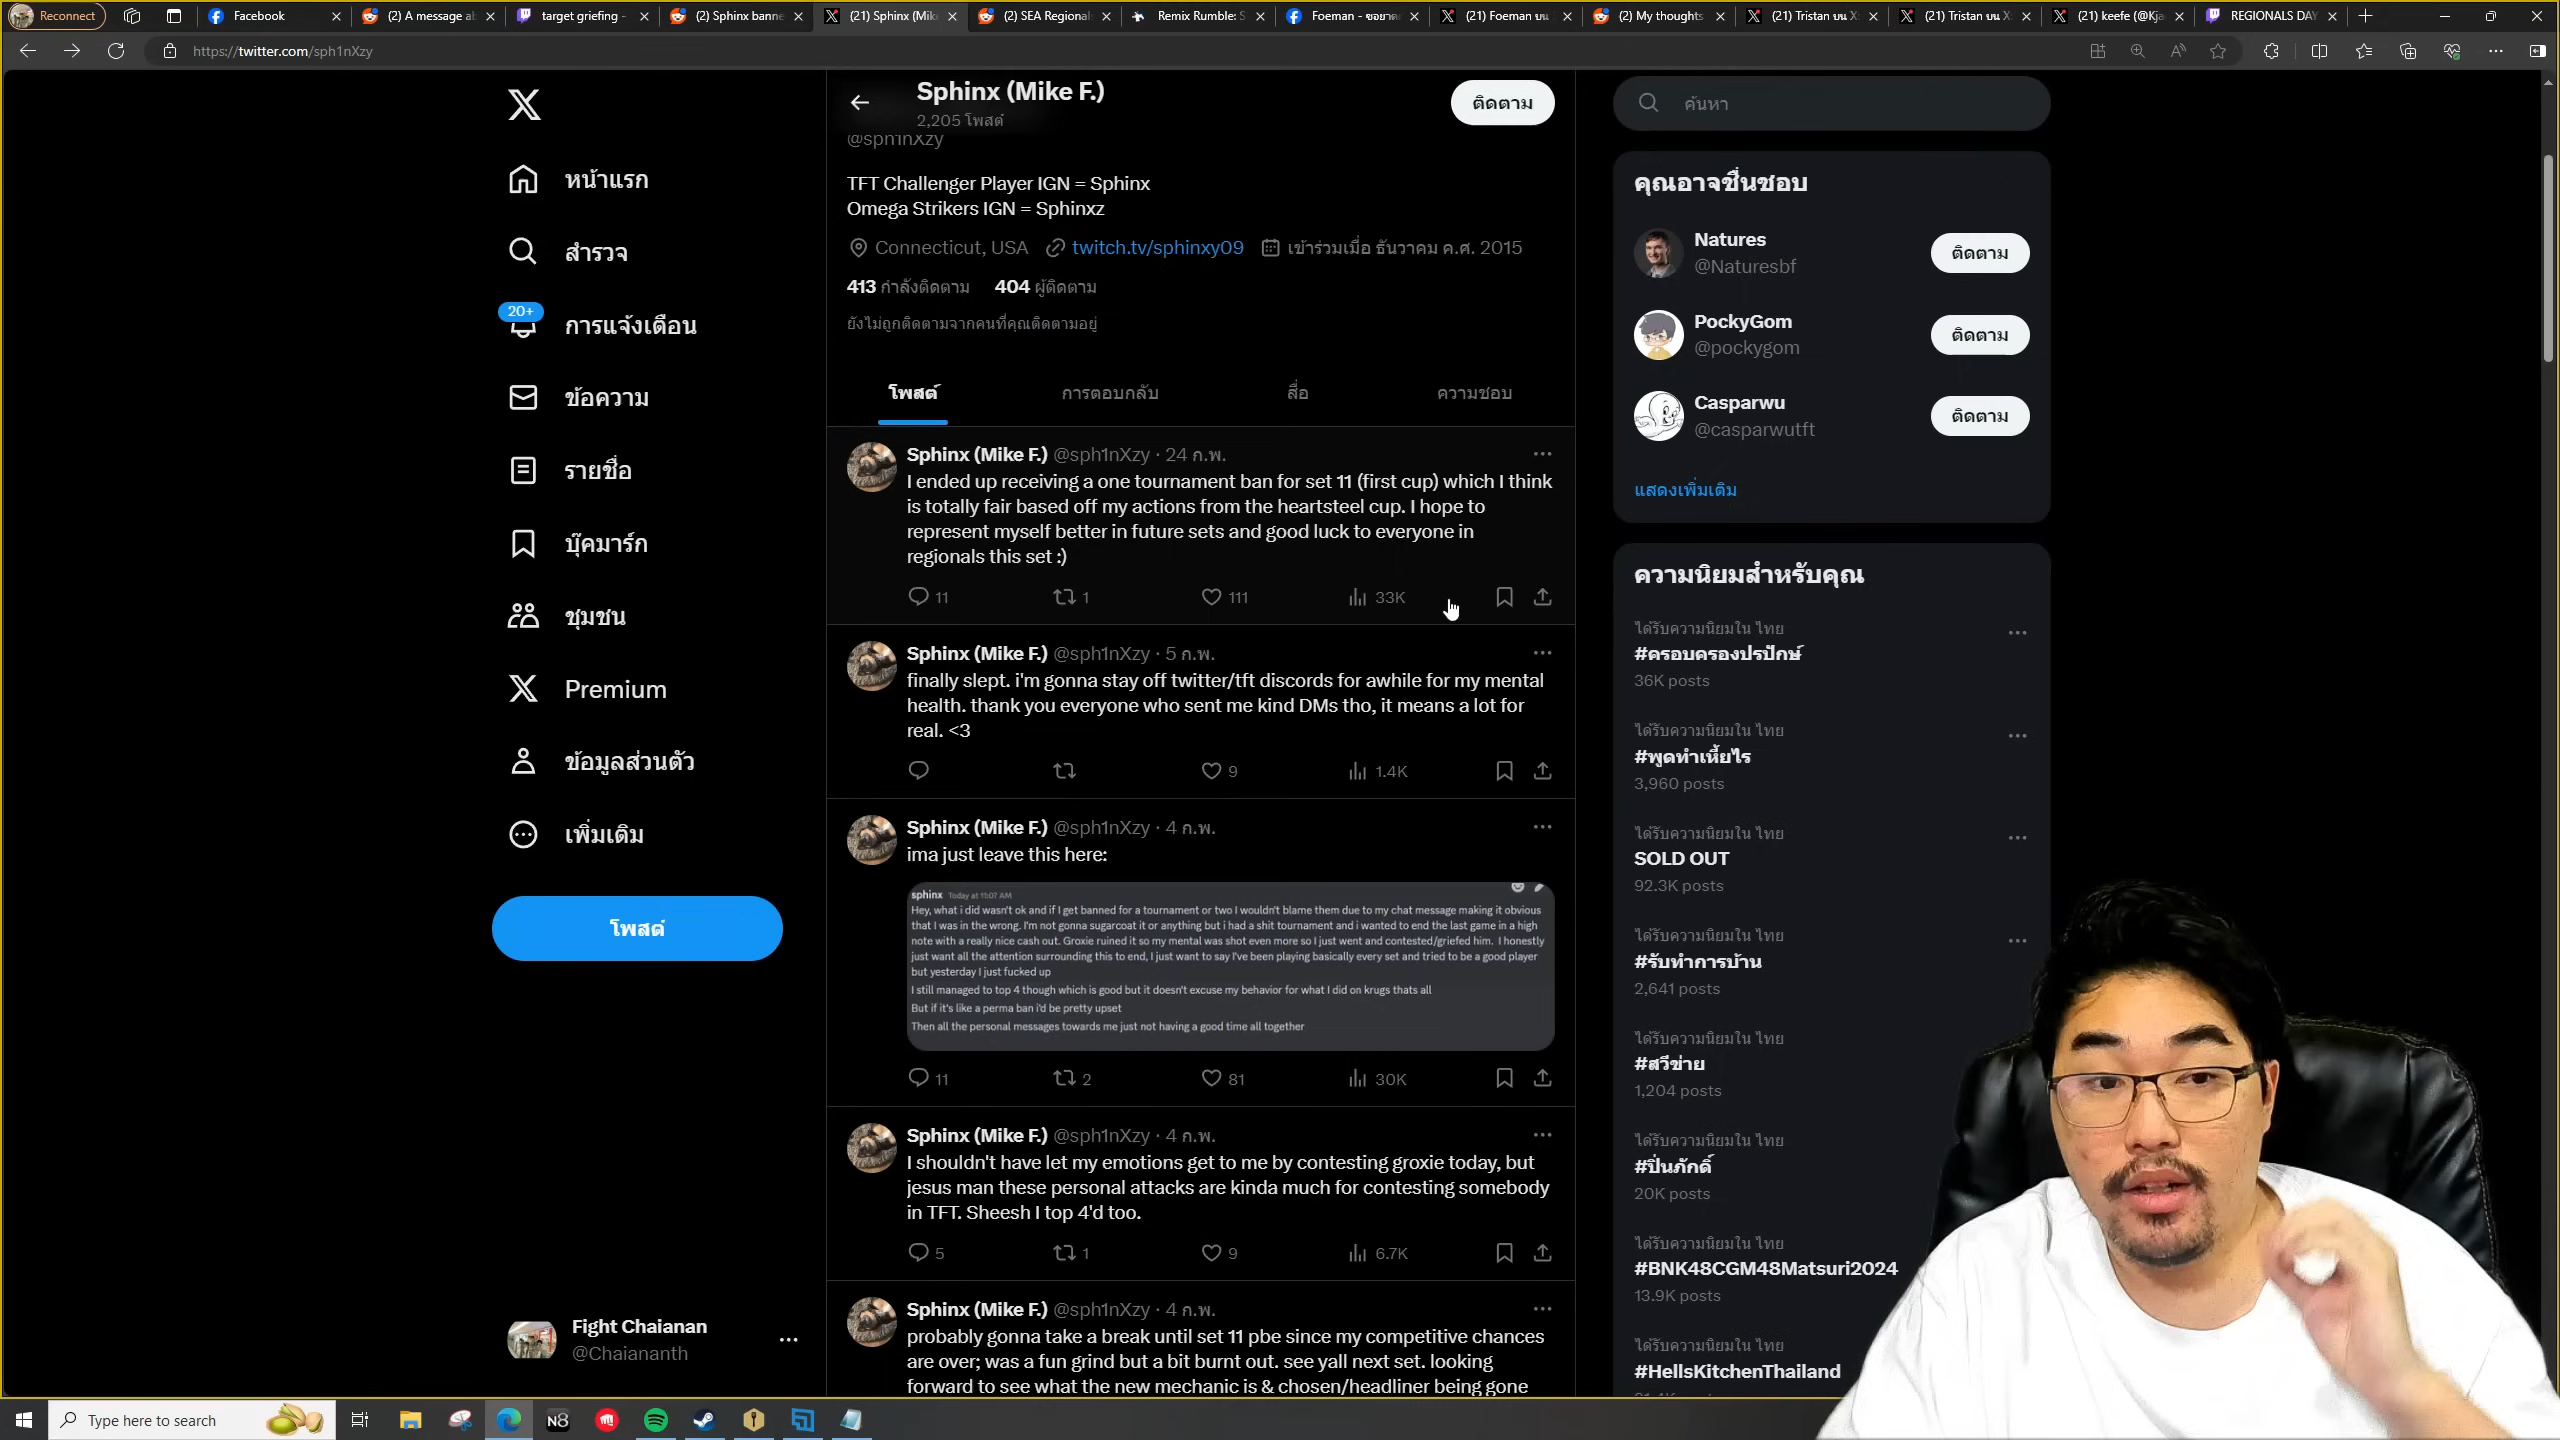 Reconnect
Facebook
(2) A message ab
target griefing -
(2) Sphinx banne
(21) Sphinx (Mike
(2) SEA Regional
Remix Rumble: S
Foeman - ขอยาด
(21) Foeman บน
(2) My thoughts
(21) Tristan บน X
(21) Tristan บน X
(21) keefe (@Kja
REGIONALS DAY
https://twitter.com/sph1nXzy
หน้าแรก
สำรวจ
20+
การแจ้งเตือน
ข้อความ
รายชื่อ
บุ๊คมาร์ก
ชุมชน
Premium
ข้อมูลส่วนตัว
เพิ่มเติม
โพสต์
Fight Chaianan
@Chaiananth
Sphinx (Mike F.)
2,205 โพสต์
ติดตาม
@sph1nXzy
TFT Challenger Player IGN = Sphinx
Omega Strikers IGN = Sphinxz
Connecticut, USA twitch.tv/sphinxy09 เข้าร่วมเมื่อ ธันวาคม ค.ศ. 2015
413 กำลังติดตาม 404 ผู้ติดตาม
ยังไม่ถูกติดตามจากคนที่คุณติดตามอยู่
โพสต์ การตอบกลับ สื่อ ความชอบ
Sphinx (Mike F.) @sph1nXzy · 24 ก.พ.
I ended up receiving a one tournament ban for set 11 (first cup) which I think
is totally fair based off my actions from the heartsteel cup. I hope to
represent myself better in future sets and good luck to everyone in
regionals this set :)
11 1 111 33K
Sphinx (Mike F.) @sph1nXzy · 5 ก.พ.
finally slept. i'm gonna stay off twitter/tft discords for awhile for my mental
health. thank you everyone who sent me kind DMs tho, it means a lot for
real. <3
9 1.4K
Sphinx (Mike F.) @sph1nXzy · 4 ก.พ.
ima just leave this here:
sphinx Today at 11:07 AM
Hey, what i did wasn't ok and if I get banned for a tournament or two I wouldn't blame them due to my chat message making it obvious
that I was in the wrong. I'm not gonna sugarcoat it or anything but i had a shit tournament and i wanted to end the last game in a high
note with a really nice cash out. Groxie ruined it so my mental was shot even more so I just went and contested/griefed him. I honestly
just want all the attention surrounding this to end, I just want to say I've been playing basically every set and tried to be a good player
but yesterday I just fucked up
I still managed to top 4 though which is good but it doesn't excuse my behavior for what I did on krugs thats all
But if it's like a perma ban i'd be pretty upset
Then all the personal messages towards me just not having a good time all together
11 2 81 30K
Sphinx (Mike F.) @sph1nXzy · 4 ก.พ.
I shouldn't have let my emotions get to me by contesting groxie today, but
jesus man these personal attacks are kinda much for contesting somebody
in TFT. Sheesh I top 4'd too.
5 1 9 6.7K
Sphinx (Mike F.) @sph1nXzy · 4 ก.พ.
probably gonna take a break until set 11 pbe since my competitive chances
are over; was a fun grind but a bit burnt out. see yall next set. looking
forward to see what the new mechanic is & chosen/headliner being gone
ค้นหา
คุณอาจชื่นชอบ
Natures
@Naturesbf
ติดตาม
PockyGom
@pockygom
ติดตาม
Casparwu
@casparwutft
ติดตาม
แสดงเพิ่มเติม
ความนิยมสำหรับคุณ
ได้รับความนิยมใน ไทย
#ครอบครองปรปักษ์
36K posts
ได้รับความนิยมใน ไทย
#พูดทำเหี้ยไร
3,960 posts
ได้รับความนิยมใน ไทย
SOLD OUT
92.3K posts
ได้รับความนิยมใน ไทย
#รับทำการบ้าน
2,641 posts
ได้รับความนิยมใน ไทย
#สวีข่าย
1,204 posts
ได้รับความนิยมใน ไทย
#ปิ่นภักดิ์
20K posts
ได้รับความนิยมใน ไทย
#BNK48CGM48Matsuri2024
13.9K posts
ได้รับความนิยมใน ไทย
#HellsKitchenThailand
Type here to search
N8